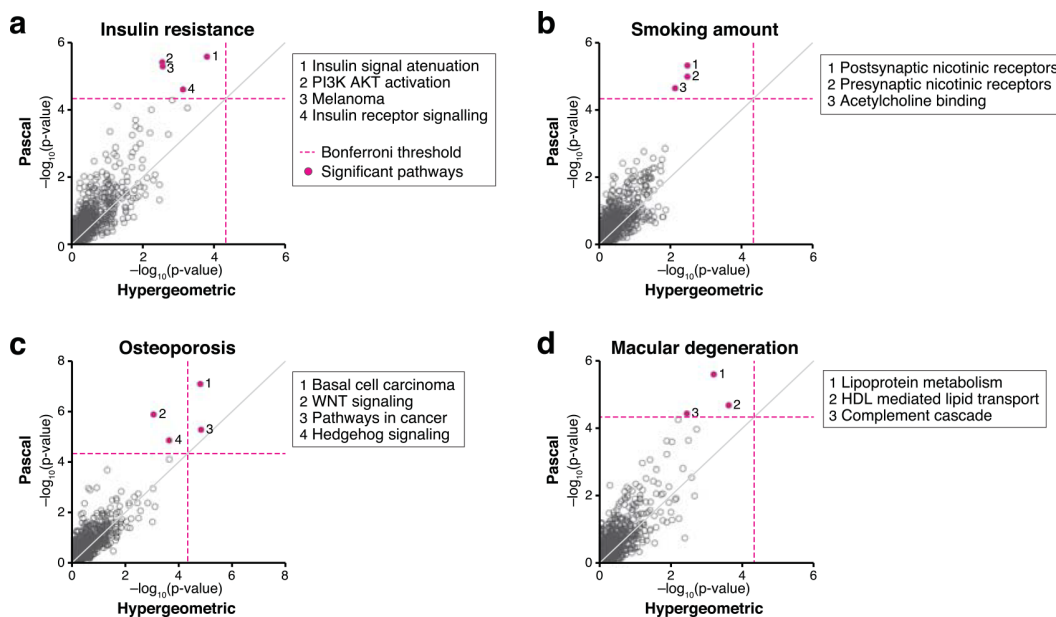 a
Insulin resistance
6
4
2
0
0
2
4
6
Pascal
–log10(p-value)
–log10(p-value)
Hypergeometric
1
2
3
4
1 Insulin signal atenuation
2 PI3K AKT activation
3 Melanoma
4 Insulin receptor signalling
Bonferroni threshold
Significant pathways
b
Smoking amount
6
4
2
0
0
2
4
6
Pascal
–log10(p-value)
–log10(p-value)
Hypergeometric
1
2
3
1 Postsynaptic nicotinic receptors
2 Presynaptic nicotinic receptors
3 Acetylcholine binding
c
Osteoporosis
8
6
4
2
0
0
2
4
6
8
Pascal
–log10(p-value)
–log10(p-value)
Hypergeometric
1
2
3
4
1 Basal cell carcinoma
2 WNT signaling
3 Pathways in cancer
4 Hedgehog signaling
d
Macular degeneration
6
4
2
0
0
2
4
6
Pascal
–log10(p-value)
–log10(p-value)
Hypergeometric
1
2
3
1 Lipoprotein metabolism
2 HDL mediated lipid transport
3 Complement cascade